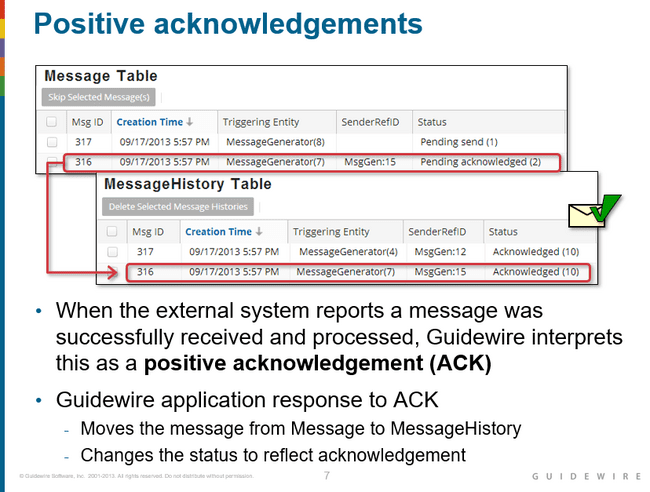 Positive acknowledgements
Message Table
Skip Selected Message(s)
Msg ID Creation Time Triggering Entity SenderRefID Status
317 09/17/2013 5:57 PM MessageGenerator(8) Pending send (1)
316 09/17/2013 5:57 PM MessageGenerator(7) MsgGen:15 Pending acknowledged (2)
MessageHistory Table
Delete Selected Message Histories
Msg ID Creation Time Triggering Entity SenderRefID Status
317 09/17/2013 5:57 PM MessageGenerator(4) MsgGen:12 Acknowledged (10)
316 09/17/2013 5:57 PM MessageGenerator(7) MsgGen:15 Acknowledged (10)
• When the external system reports a message was
successfully received and processed, Guidewire interprets
this as a positive acknowledgement (ACK)
• Guidewire application response to ACK
- Moves the message from Message to MessageHistory
- Changes the status to reflect acknowledgement
© Guidewire Software, Inc. 2001-2013. All rights reserved. Do not distribute without permission.
7
GUIDEWIRE